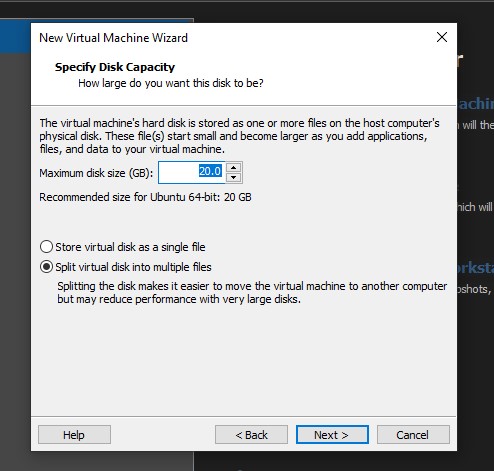 New Virtual Machine Wizard
Specify Disk Capacity
How large do you want this disk to be?
The virtual machine's hard disk is stored as one or more files on the host computer's
physical disk. These file(s) start small and become larger as you add applications,
files, and data to your virtual machine.
Maximum disk size (GB): 20.0
Recommended size for Ubuntu 64-bit: 20 GB
Store virtual disk as a single file
Split virtual disk into multiple files
Splitting the disk makes it easier to move the virtual machine to another computer
but may reduce performance with very large disks.
Help
< Back
Next >
Cancel
will the